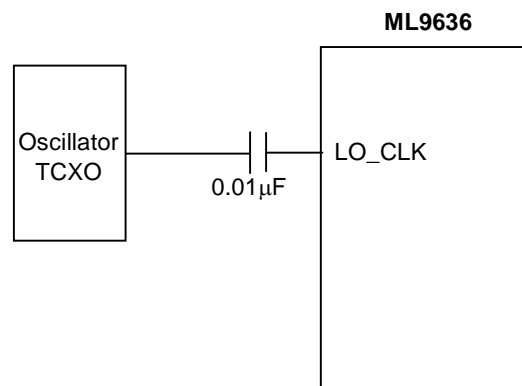 ML9636
Oscillator
TCXO
LO_CLK
0.01μF